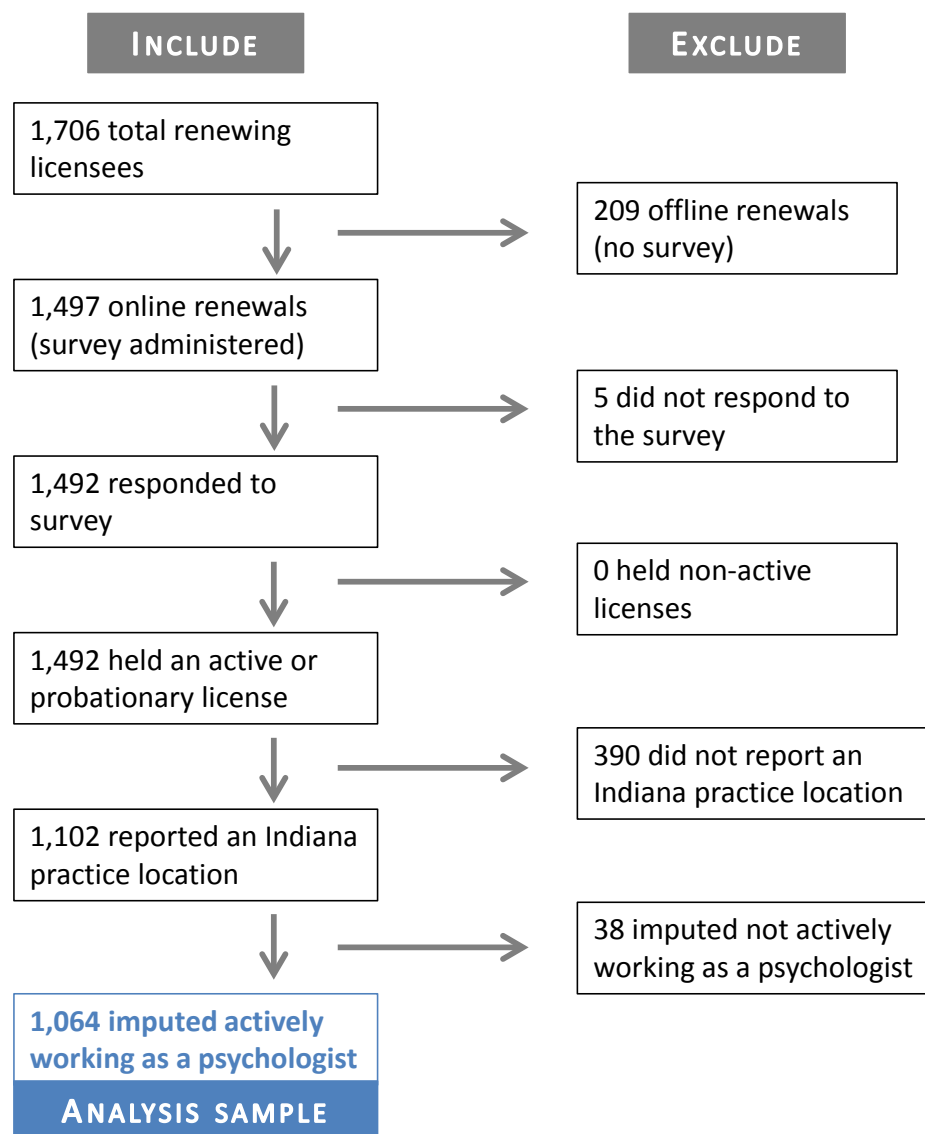 INCLUDE
EXCLUDE
1,706 total renewing
licensees
209 offline renewals
(no survey)
1,497 online renewals
(survey administered)
5 did not respond to
the survey
1,492 responded to
survey
0 held non-active
licenses
1,492 held an active or
probationary license
390 did not report an
Indiana practice location
1,102 reported an Indiana
practice location
38 imputed not actively
working as a psychologist
1,064 imputed actively
working as a psychologist
ANALYSIS SAMPLE